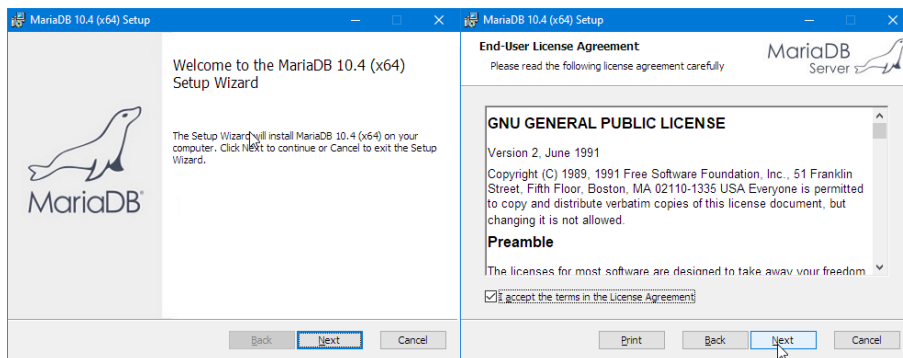 MariaDB 10.4 (x64) Setup
Welcome to the MariaDB 10.4 (x64)
Setup Wizard
The Setup Wizard will install MariaDB 10.4 (x64) on your
computer. Click Next to continue or Cancel to exit the Setup
Wizard.
MariaDB
Back Next Cancel
MariaDB 10.4 (x64) Setup
End-User License Agreement
Please read the following license agreement carefully
MariaDB
Server
GNU GENERAL PUBLIC LICENSE
Version 2, June 1991
Copyright (C) 1989, 1991 Free Software Foundation, Inc., 51 Franklin
Street, Fifth Floor, Boston, MA 02110-1335 USA Everyone is permitted
to copy and distribute verbatim copies of this license document, but
changing it is not allowed.
Preamble
The licenses for most software are designed to take away your freedom
I accept the terms in the License Agreement
Print Back Next Cancel